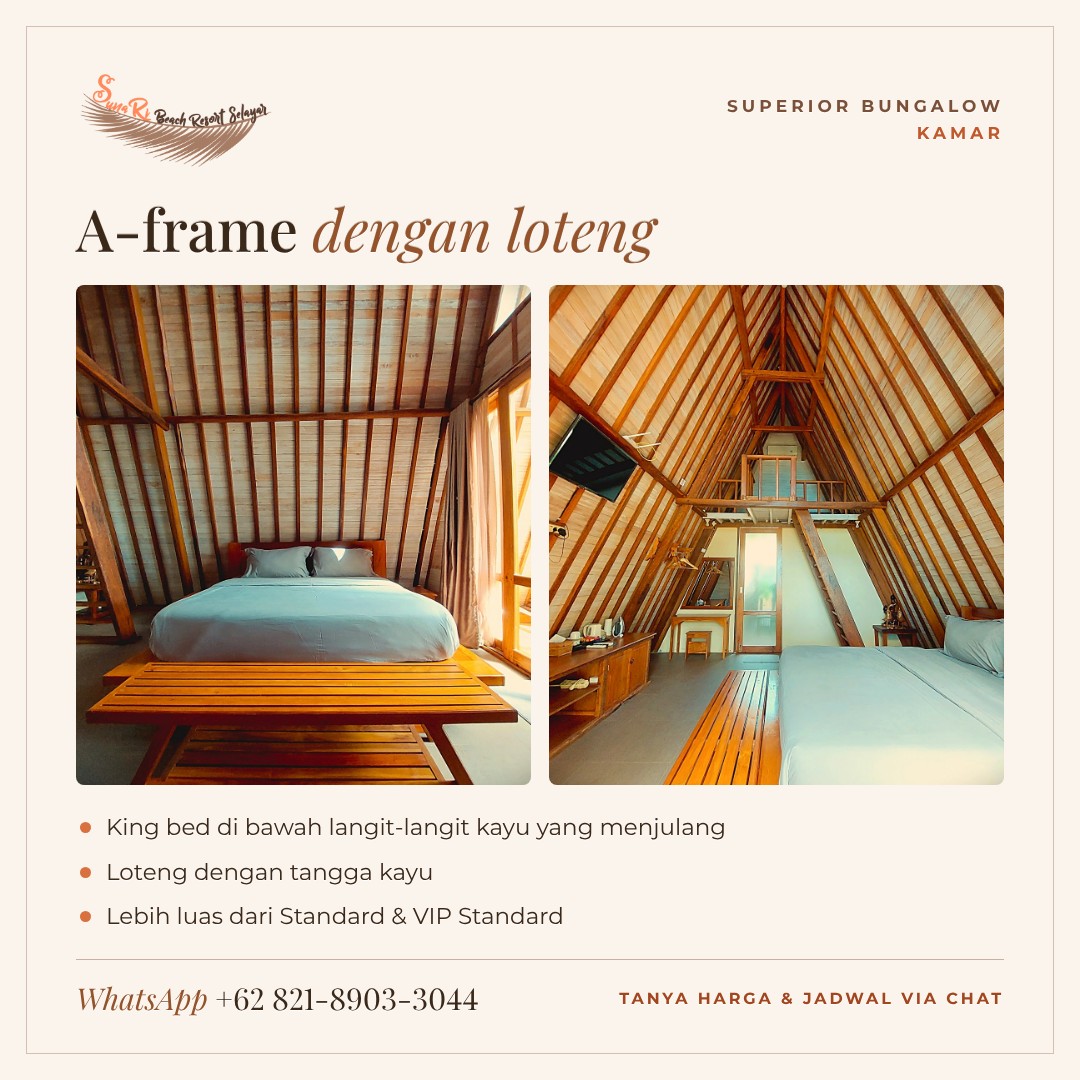 SunaRi Beach Resort Selayar
SUPERIOR BUNGALOW
KAMAR
A-frame dengan loteng
King bed di bawah langit-langit kayu yang menjulang
Loteng dengan tangga kayu
Lebih luas dari Standard & VIP Standard
WhatsApp +62 821-8903-3044
TANYA HARGA & JADWAL VIA CHAT